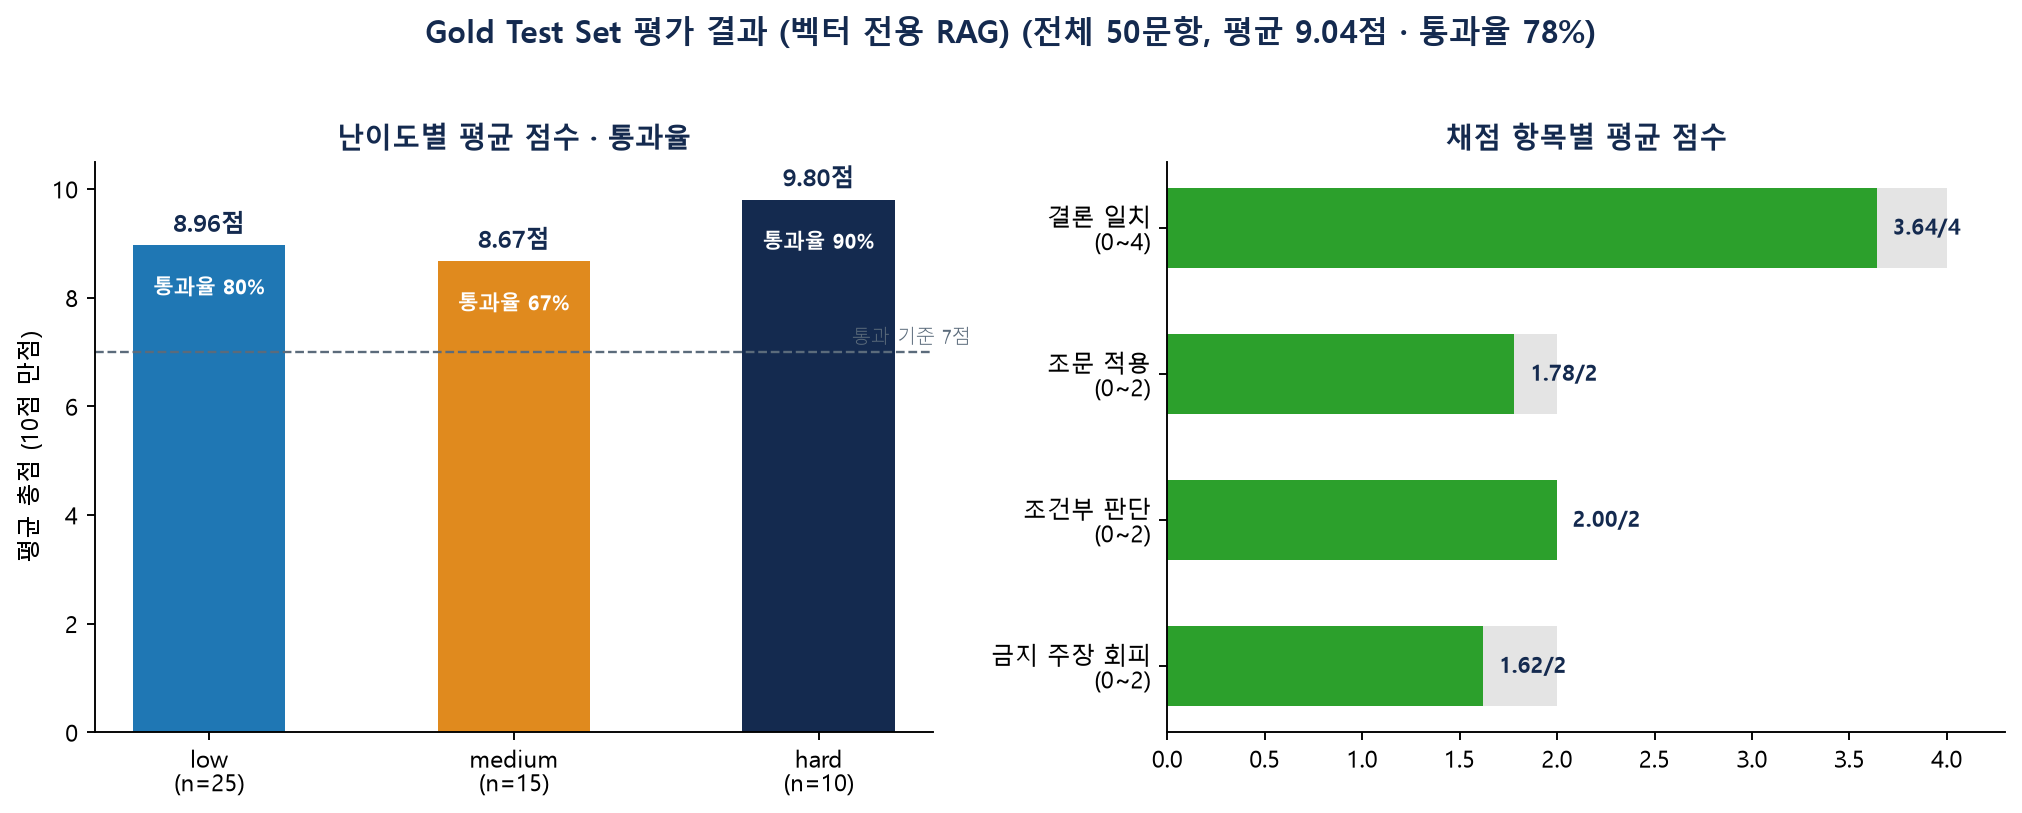 Gold Test Set 평가 결과 (벡터 전용 RAG) (전체 50문항, 평균 9.04점 · 통과율 78%)
난이도별 평균 점수 · 통과율
평균 총점 (10점 만점)
10
8
6
4
2
0
8.96점
통과율 80%
8.67점
통과율 67%
9.80점
통과율 90%
통과 기준 7점
low
(n=25)
medium
(n=15)
hard
(n=10)
채점 항목별 평균 점수
결론 일치
(0~4)
3.64/4
조문 적용
(0~2)
1.78/2
조건부 판단
(0~2)
2.00/2
금지 주장 회피
(0~2)
1.62/2
0.0 0.5 1.0 1.5 2.0 2.5 3.0 3.5 4.0